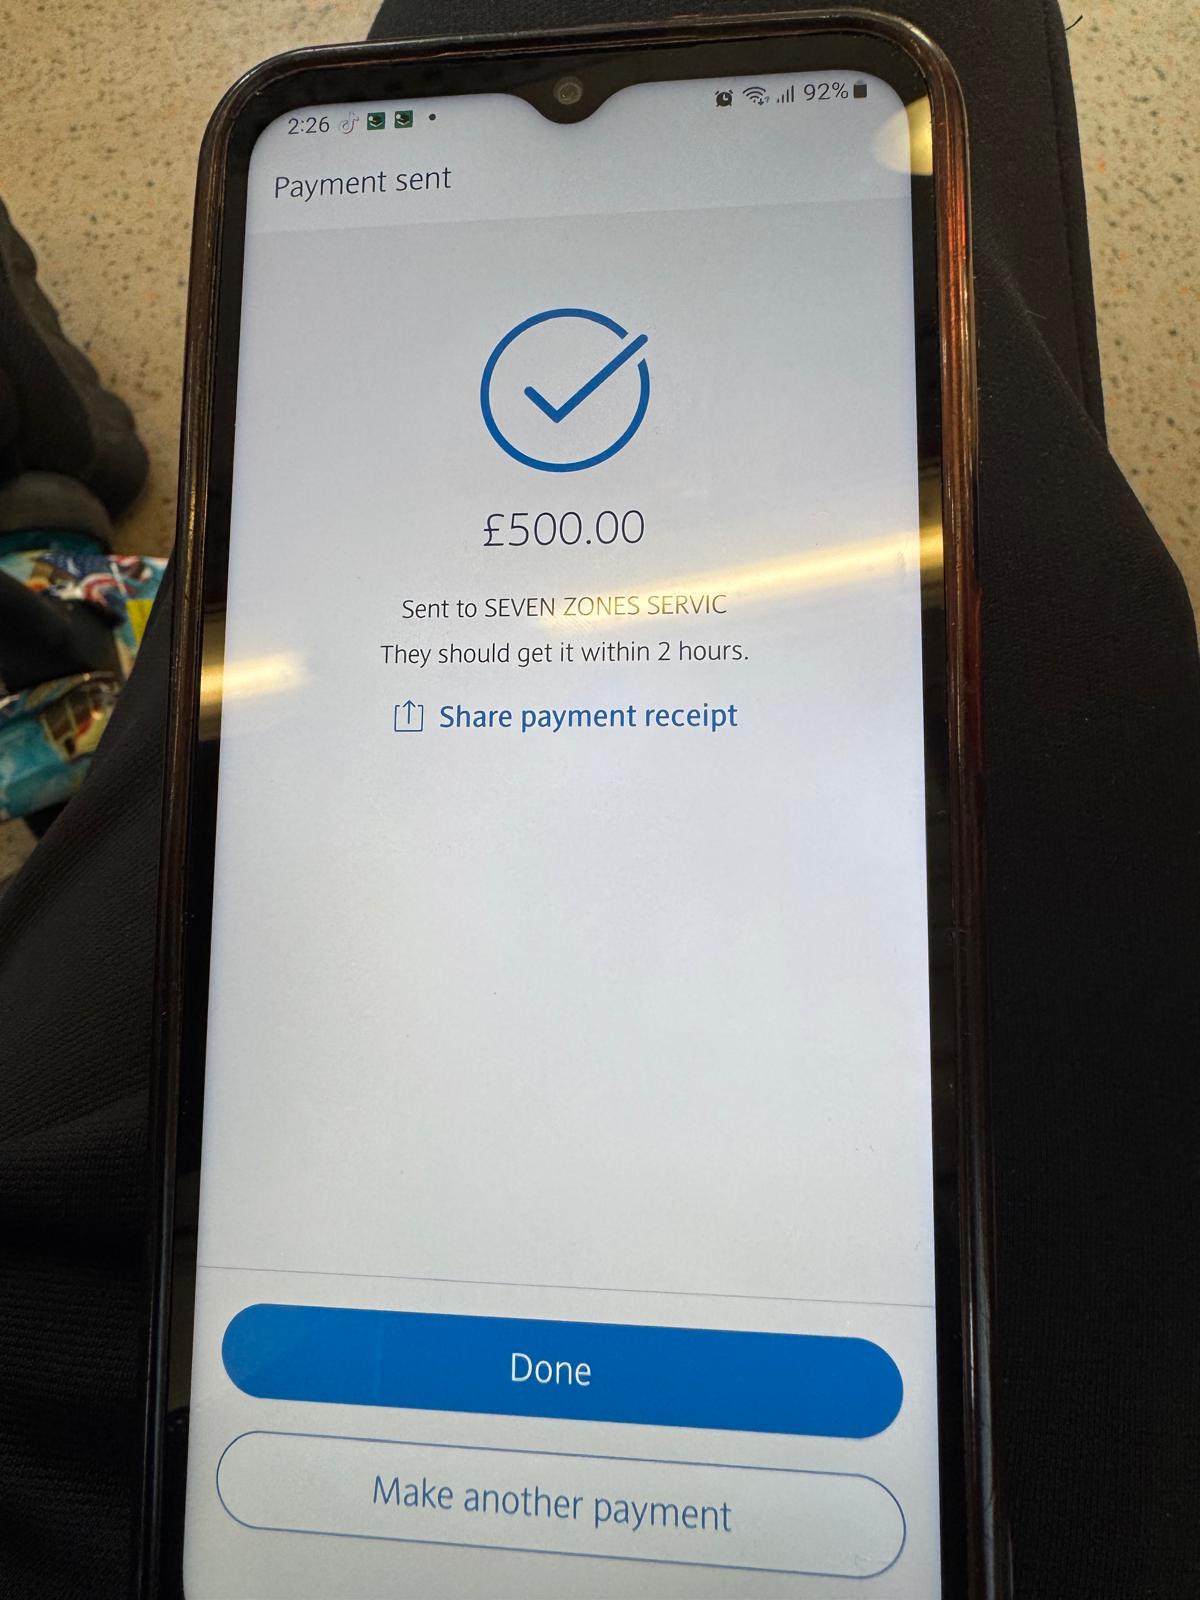 2:26 92%
Payment sent
£500.00
Sent to SEVEN ZONES SERVIC
They should get it within 2 hours.
Share payment receipt
Done
Make another payment